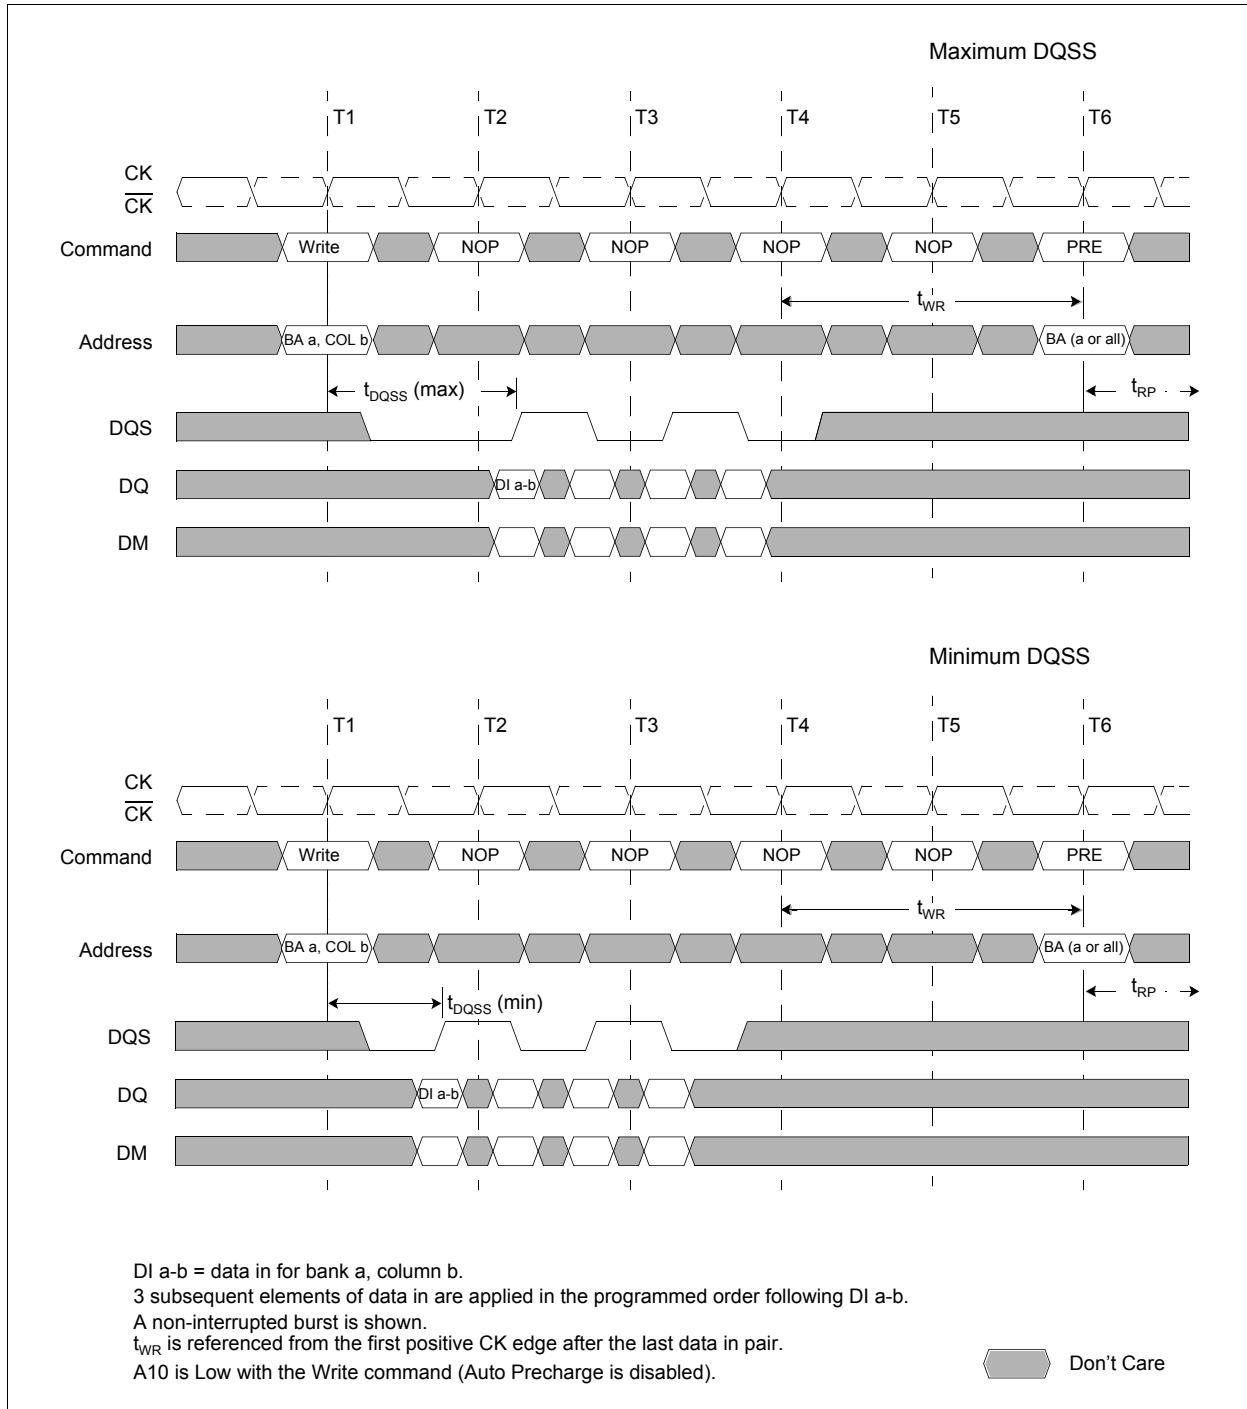 Maximum DQSS
T1 T2 T3 T4 T5 T6
CK
CK
Command Write NOP NOP NOP NOP PRE
tWR
Address BA a, COL b BA (a or all)
tDQSS (max) tRP
DQS
DQ DI a-b
DM
Minimum DQSS
T1 T2 T3 T4 T5 T6
CK
CK
Command Write NOP NOP NOP NOP PRE
tWR
Address BA a, COL b BA (a or all)
tDQSS (min) tRP
DQS
DQ DI a-b
DM
DI a-b = data in for bank a, column b.
3 subsequent elements of data in are applied in the programmed order following DI a-b.
A non-interrupted burst is shown.
tWR is referenced from the first positive CK edge after the last data in pair.
A10 is Low with the Write command (Auto Precharge is disabled).
Don't Care